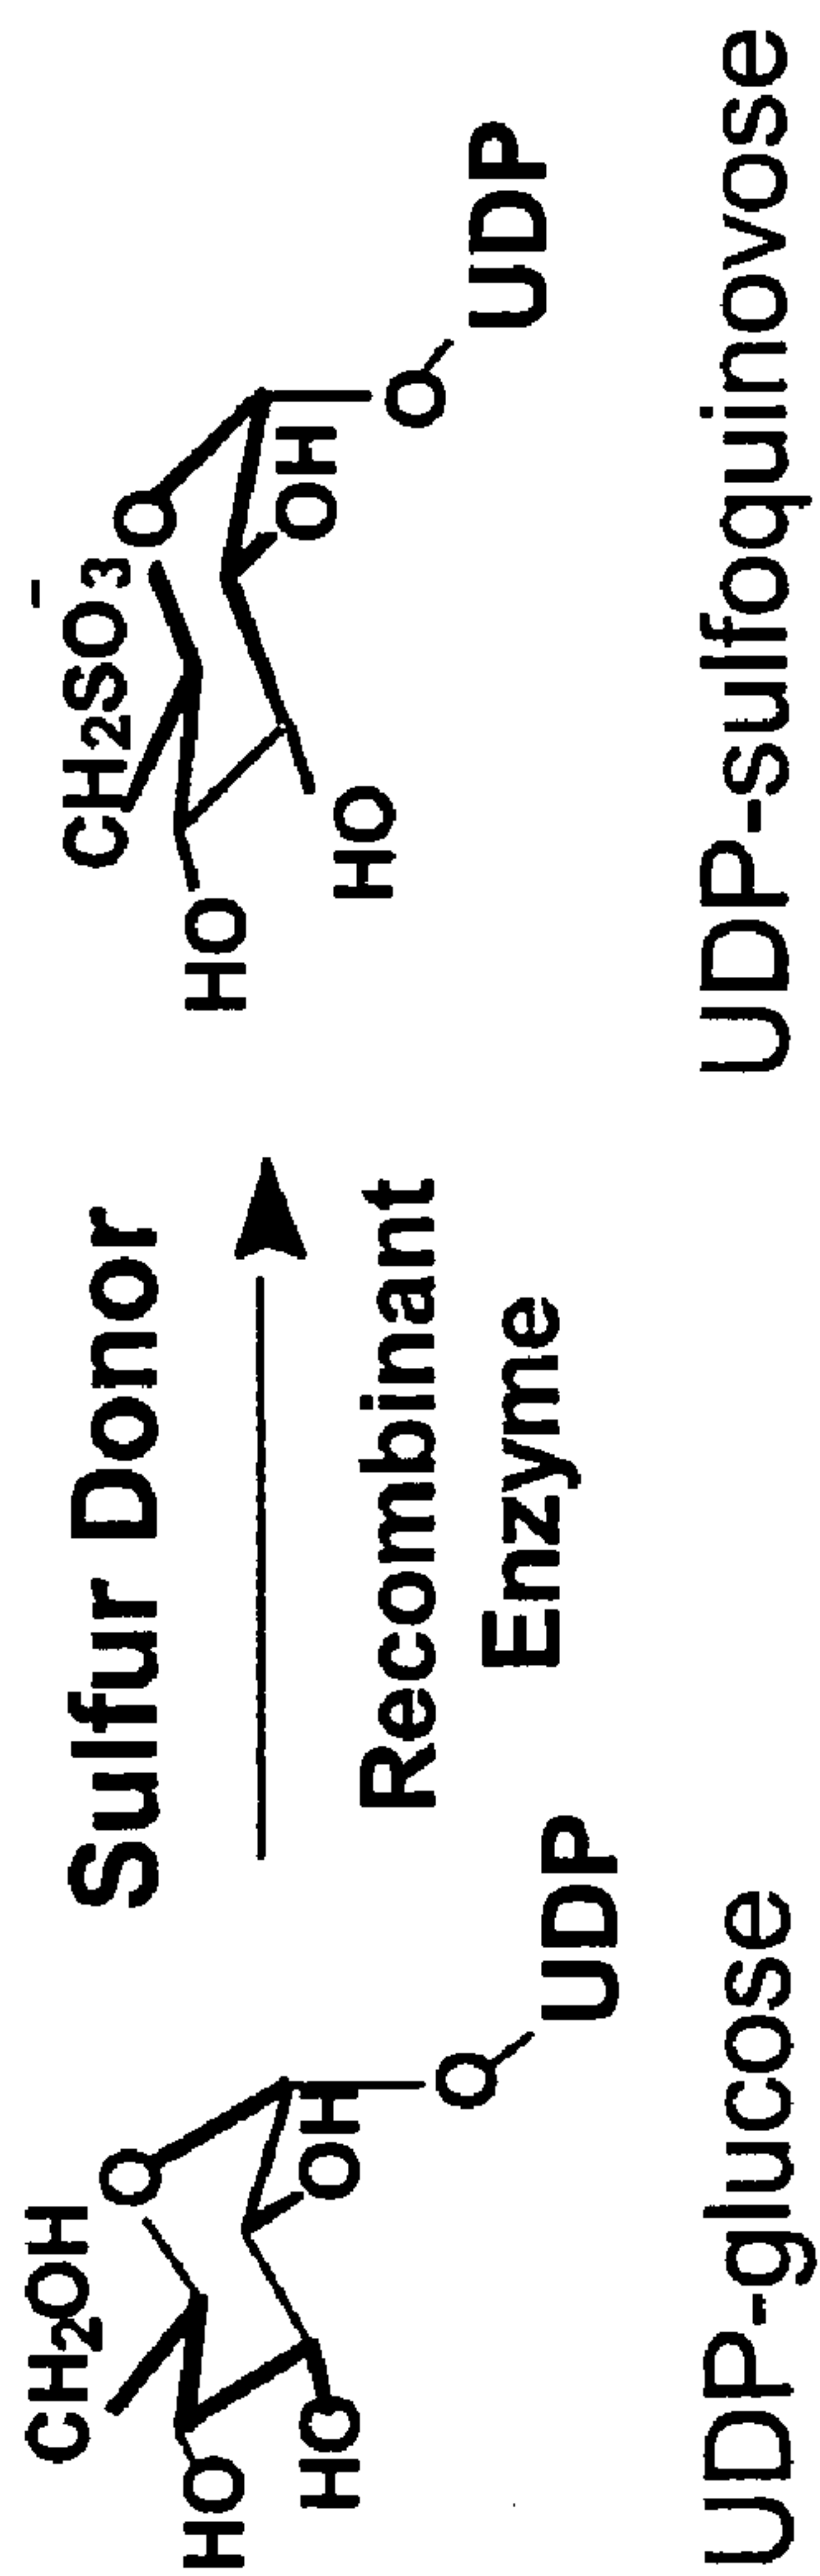 CH2OH
O
HO
HO
OH
O
UDP
UDP-glucose
Sulfur Donor
Recombinant
Enzyme
CH2SO3-
O
HO
HO
OH
O
UDP
UDP-sulfoquinovose